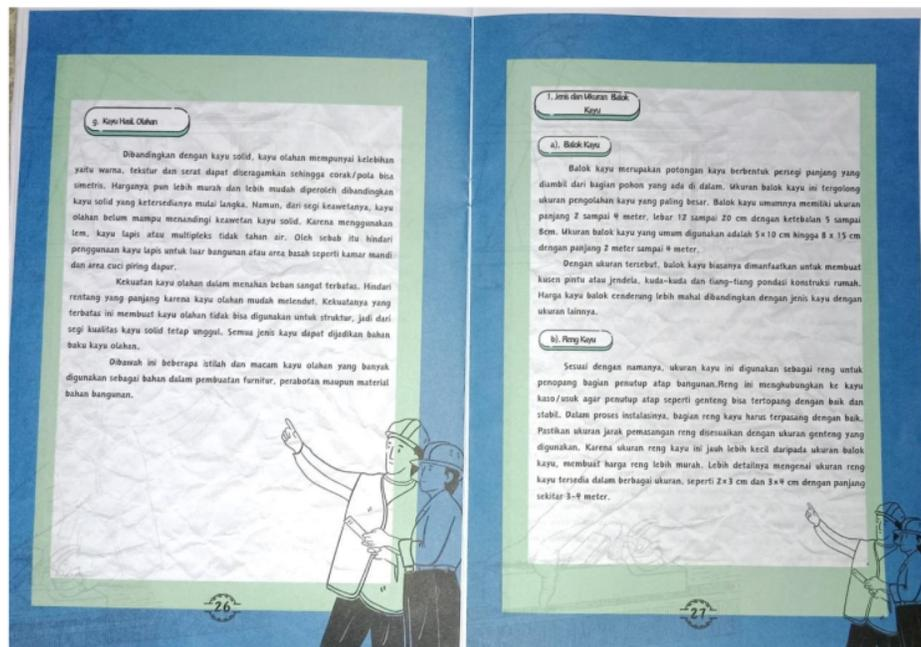 g. Kayu Hasil Olahan
Dibandingkan dengan kayu solid, kayu olahan mempunyai kelebihan
yaitu warna, tekstur dan serat dapat diseragamkan sehingga corak/pola bisa
simetris. Harganya pun lebih murah dan lebih mudah diperoleh dibandingkan
kayu solid yang ketersedianya mulai langka. Namun, dari segi keawetanya, kayu
olahan belum mampu menandingi keawetan kayu solid. Karena menggunakan
lem, kayu lapis atau multipleks tidak tahan air. Oleh sebab itu hindari
penggunaan kayu lapis untuk luar bangunan atau area basah seperti kamar mandi
dan area cuci piring dapur.
Kekuatan kayu olahan dalam menahan beban sangat terbatas. Hindari
rentang yang panjang karena kayu olahan mudah melendut. Kekuatanya yang
terbatas ini membuat kayu olahan tidak bisa digunakan untuk struktur, jadi dari
segi kualitas kayu solid tetap unggul. Semua jenis kayu dapat dijadikan bahan
baku kayu olahan.
Dibawah ini beberapa istilah dan macam kayu olahan yang banyak
digunakan sebagai bahan dalam pembuatan furnitur, perabotan maupun material
bahan bangunan.
26
1. Jenis dan Ukuran Balok
Kayu
a). Balok Kayu
Balok kayu merupakan potongan kayu berbentuk persegi panjang yang
diambil dari bagian pohon yang ada di dalam. Ukuran balok kayu ini tergolong
ukuran pengolahan kayu yang paling besar. Balok kayu umumnya memiliki ukuran
panjang 2 sampai 4 meter, lebar 12 sampai 20 cm dengan ketebalan 5 sampai
8cm. Ukuran balok kayu yang umum digunakan adalah 5x10 cm hingga 8 x 15 cm
dengan panjang 2 meter sampai 4 meter.
Dengan ukuran tersebut, balok kayu biasanya dimanfaatkan untuk membuat
kusen pintu atau jendela, kuda-kuda dan tiang-tiang pondasi konstruksi rumah.
Harga kayu balok cenderung lebih mahal dibandingkan dengan jenis kayu dengan
ukuran lainnya.
b). Reng Kayu
Sesuai dengan namanya, ukuran kayu ini digunakan sebagai reng untuk
penopang bagian penutup atap bangunan.Reng ini menghubungkan ke kayu
kaso/usuk agar penutup atap seperti genteng bisa tertopang dengan baik dan
stabil. Dalam proses instalasinya, bagian reng kayu harus terpasang dengan baik.
Pastikan ukuran jarak pemasangan reng disesuaikan dengan ukuran genteng yang
digunakan. Karena ukuran reng kayu ini jauh lebih kecil daripada ukuran balok
kayu, membuat harga reng lebih murah. Lebih detailnya mengenai ukuran reng
kayu tersedia dalam berbagai ukuran, seperti 2x3 cm dan 3x4 cm dengan panjang
sekitar 3-4 meter.
27